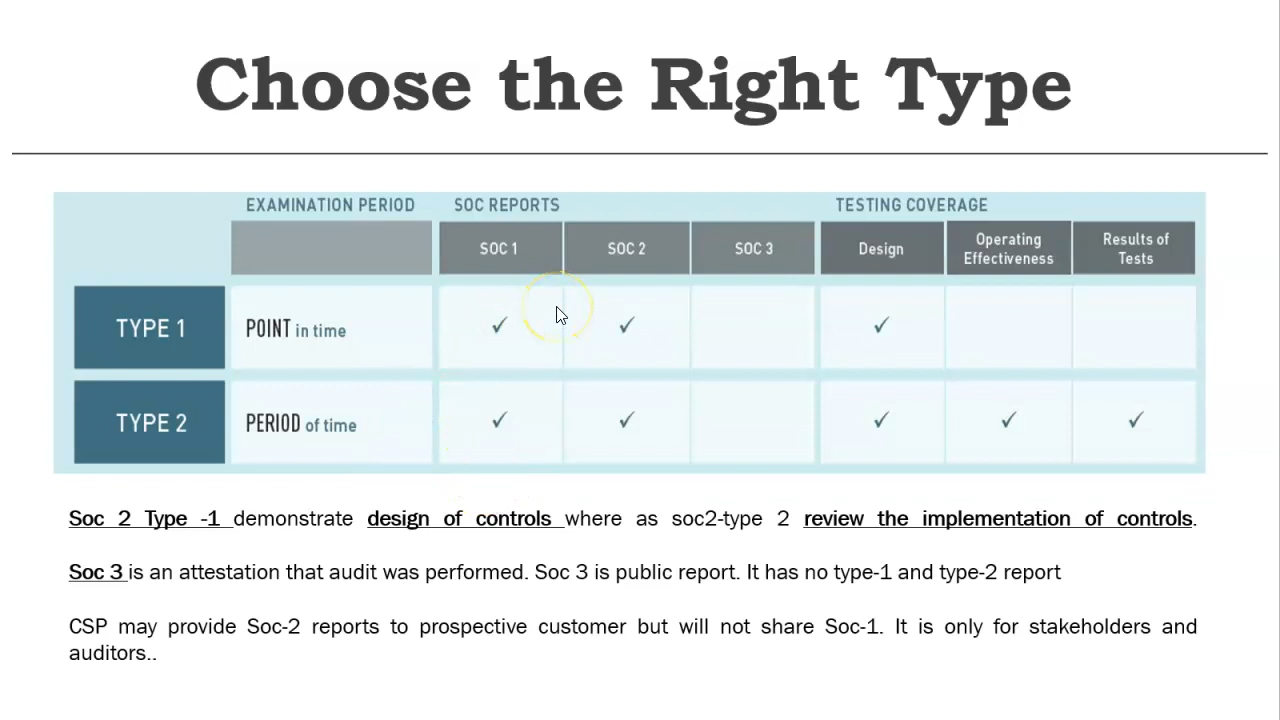 Choose the Right Type
EXAMINATION PERIOD SOC REPORTS TESTING COVERAGE
SOC 1 SOC 2 SOC 3 Design Operating Effectiveness Results of Tests
TYPE 1 POINT in time ✓ ✓ ✓
TYPE 2 PERIOD of time ✓ ✓ ✓ ✓ ✓
Soc 2 Type -1 demonstrate design of controls where as soc2-type 2 review the implementation of controls.
Soc 3 is an attestation that audit was performed. Soc 3 is public report. It has no type-1 and type-2 report
CSP may provide Soc-2 reports to prospective customer but will not share Soc-1. It is only for stakeholders and
auditors..